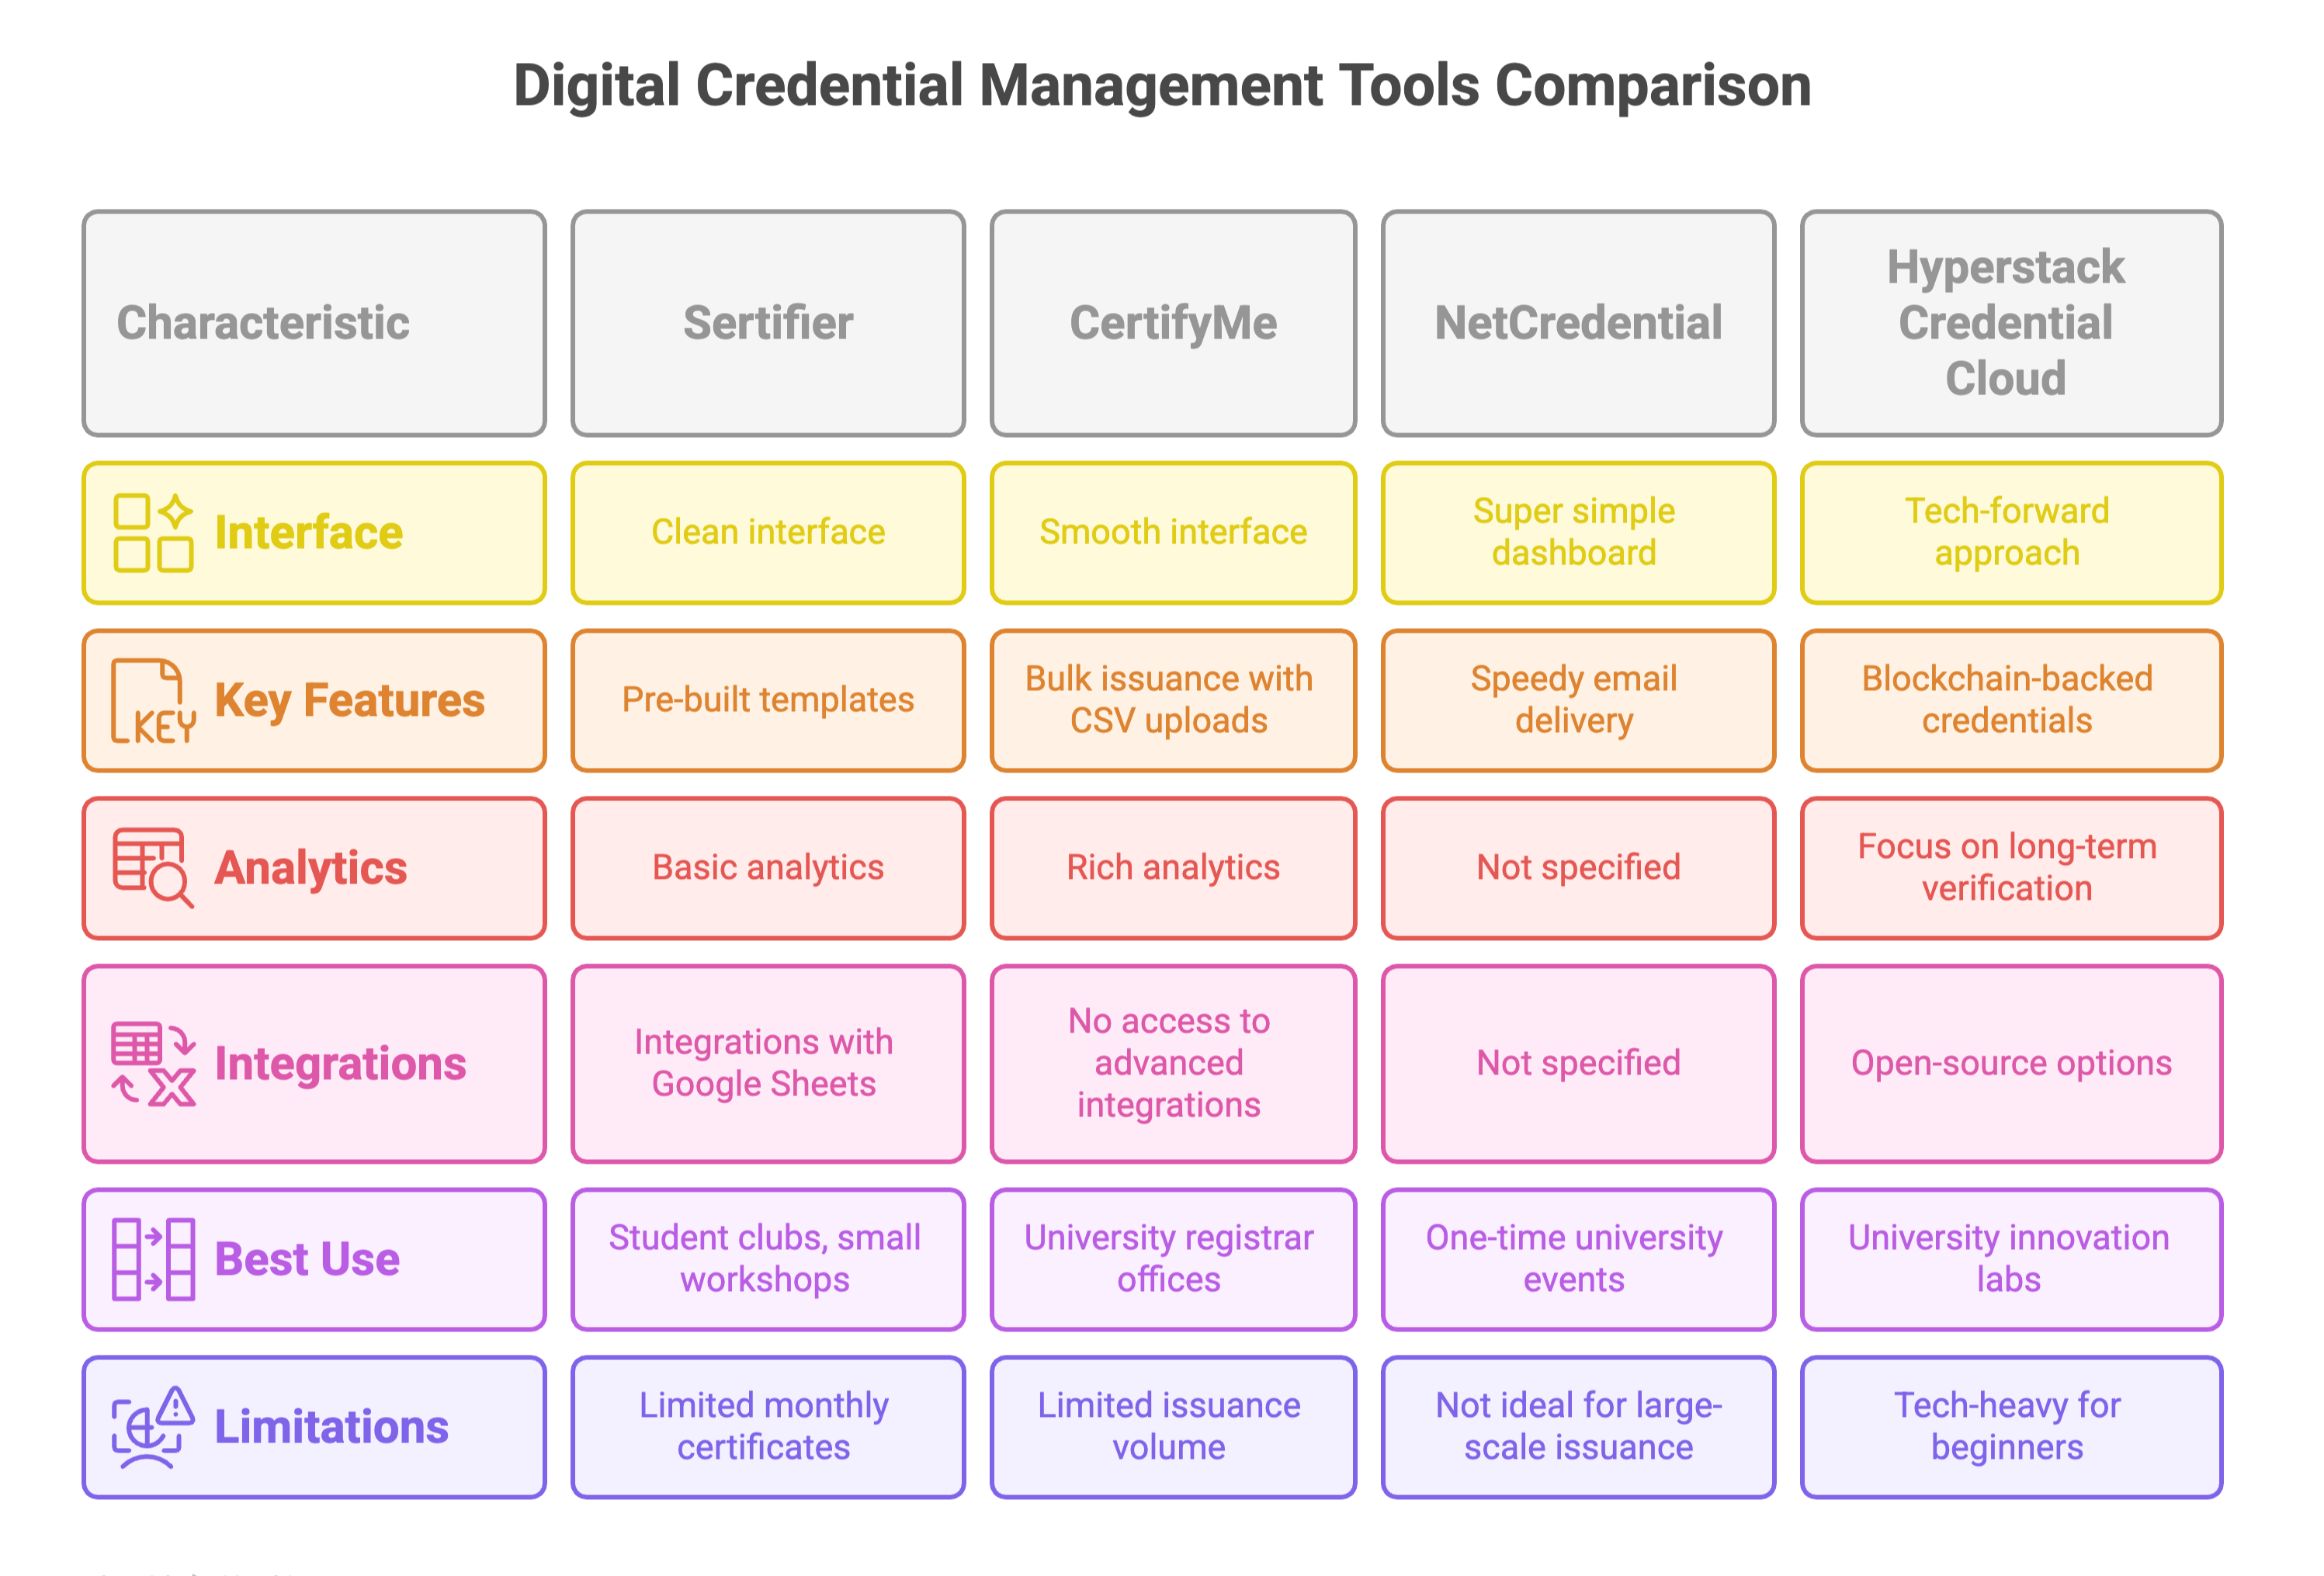 Digital Credential Management Tools Comparison
Characteristic
Sertifier
CertifyMe
NetCredential
Hyperstack
Credential
Cloud
Interface
Clean interface
Smooth interface
Super simple
dashboard
Tech-forward
approach
KEY
Key Features
Pre-built templates
Bulk issuance with
CSV uploads
Speedy email
delivery
Blockchain-backed
credentials
Analytics
Basic analytics
Rich analytics
Not specified
Focus on long-term
verification
Integrations
Integrations with
Google Sheets
No access to
advanced
integrations
Not specified
Open-source options
Best Use
Student clubs, small
workshops
University registrar
offices
One-time university
events
University innovation
labs
Limitations
Limited monthly
certificates
Limited issuance
volume
Not ideal for large-
scale issuance
Tech-heavy for
beginners